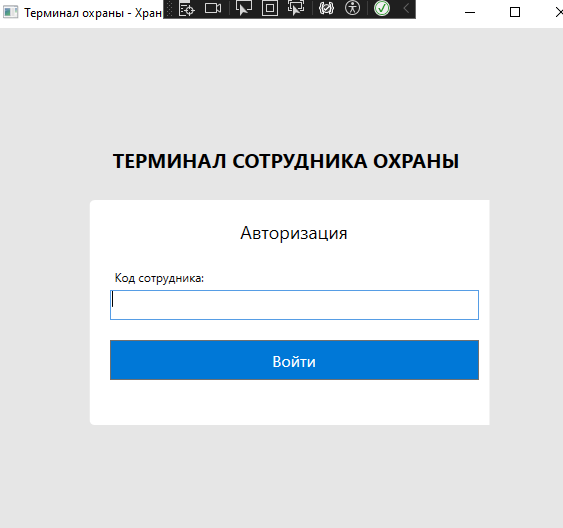 Терминал охраны - Хран
ТЕРМИНАЛ СОТРУДНИКА ОХРАНЫ
Авторизация
Код сотрудника:
Войти